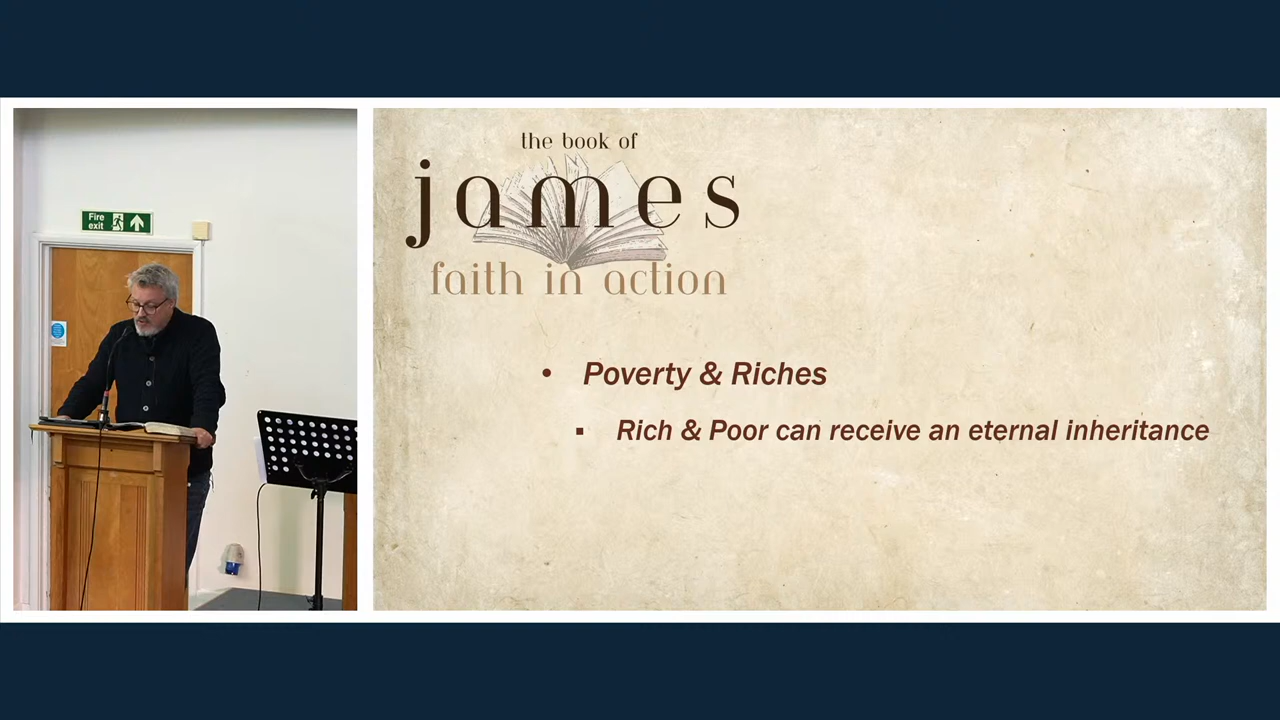 Fire
exit
the book of
james
faith in action
• Poverty & Riches
▪ Rich & Poor can receive an eternal inheritance